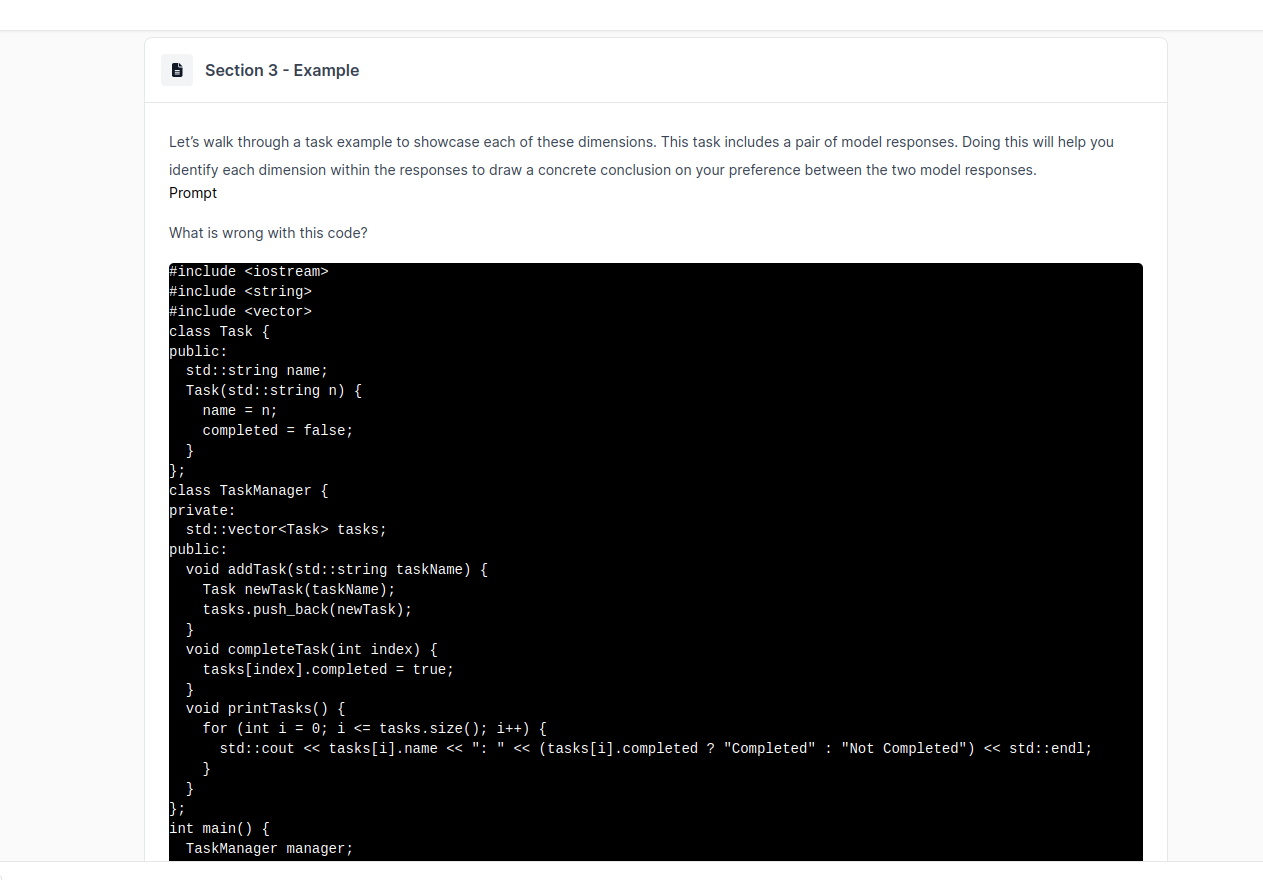 Section 3 - Example
Let’s walk through a task example to showcase each of these dimensions. This task includes a pair of model responses. Doing this will help you
identify each dimension within the responses to draw a concrete conclusion on your preference between the two model responses.
Prompt
What is wrong with this code?
#include <iostream>
#include <string>
#include <vector>
class Task {
public:
  std::string name;
  Task(std::string n) {
    name = n;
    completed = false;
  }
};
class TaskManager {
private:
  std::vector<Task> tasks;
public:
  void addTask(std::string taskName) {
    Task newTask(taskName);
    tasks.push_back(newTask);
  }
  void completeTask(int index) {
    tasks[index].completed = true;
  }
  void printTasks() {
    for (int i = 0; i <= tasks.size(); i++) {
      std::cout << tasks[i].name << ": " << (tasks[i].completed ? "Completed" : "Not Completed") << std::endl;
    }
  }
};
int main() {
  TaskManager manager;